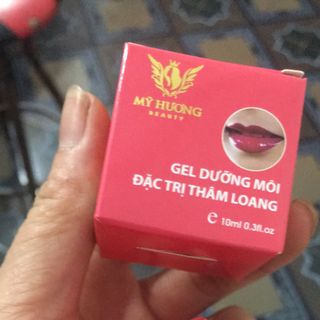 MỸ HƯƠNG
BEAUTY
GEL DƯỠNG MÔI
ĐẶC TRỊ THÂM LOANG
e 10ml 0.3fl.oz